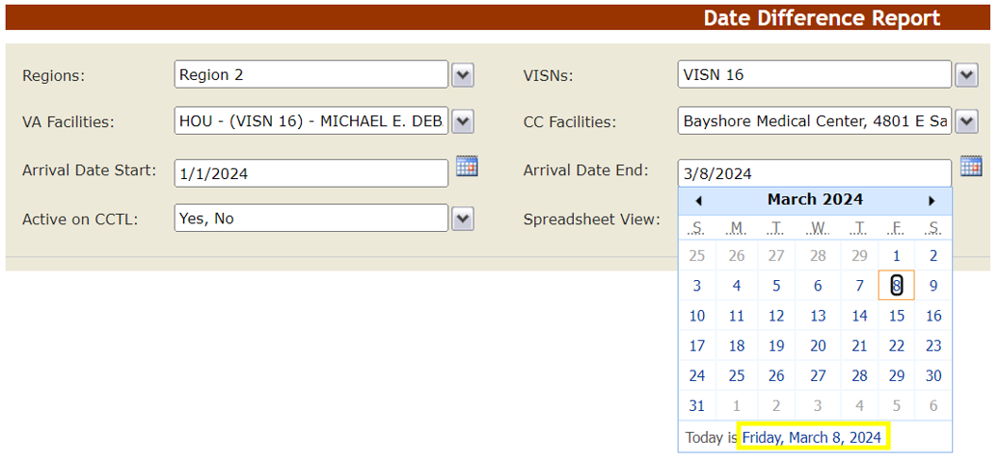 Date Difference Report
Regions: Region 2 VISNs: VISN 16
VA Facilities: HOU - (VISN 16) - MICHAEL E. DEB CC Facilities: Bayshore Medical Center, 4801 E Sa
Arrival Date Start: 1/1/2024 Arrival Date End: 3/8/2024
Active on CCTL: Yes, No Spreadsheet View:
March 2024
S M T W T F S
25 26 27 28 29 1 2
3 4 5 6 7 8 9
10 11 12 13 14 15 16
17 18 19 20 21 22 23
24 25 26 27 28 29 30
31 1 2 3 4 5 6
Today is Friday, March 8, 2024